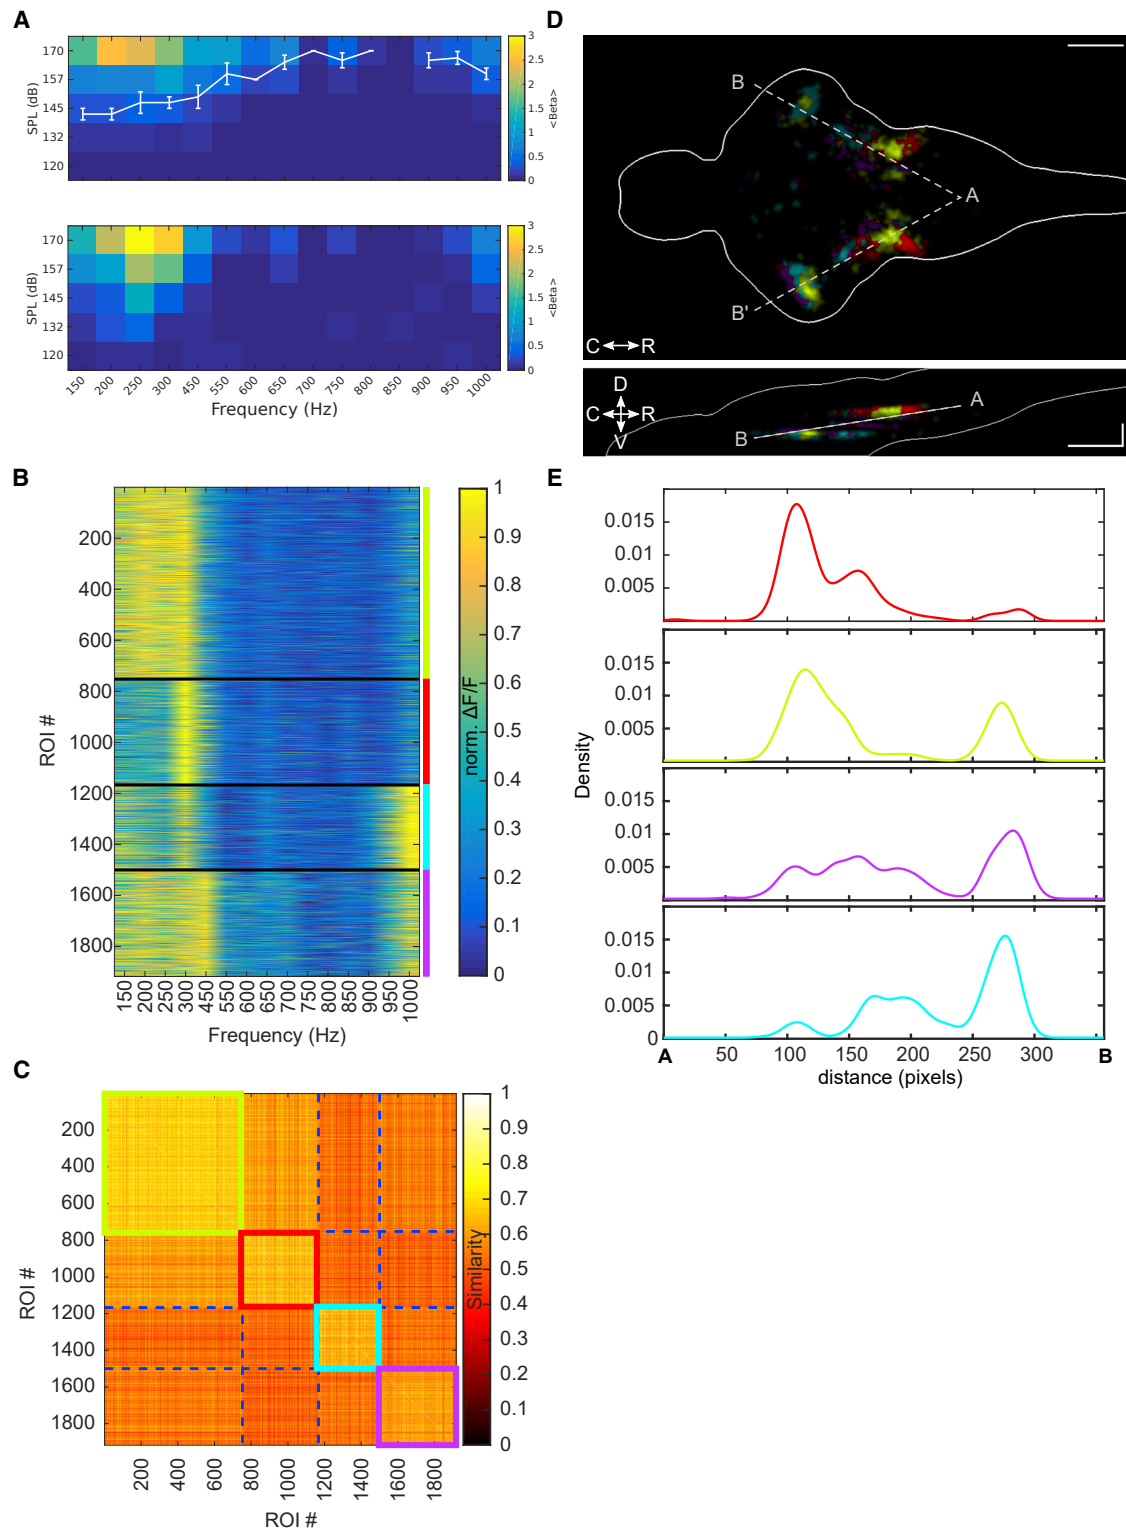 A
170
157
145
132
120
SPL (dB)
3
2.5
2
1.5
1
0.5
0
<Beta>
170
157
145
132
120
SPL (dB)
3
2.5
2
1.5
1
0.5
0
<Beta>
150 200 250 300 450 550 600 650 700 750 800 850 900 950 1000
Frequency (Hz)
B
200
400
600
800
1000
1200
1400
1600
1800
ROI #
150 200 300 450 550 650 750 850 900 1000
Frequency (Hz)
1
0.9
0.8
0.7
0.6
0.5
0.4
0.3
0.2
0.1
0
norm. ΔF/F
C
200
400
600
800
1000
1200
1400
1600
1800
ROI #
200 400 600 800 1000 1200 1400 1600 1800
ROI #
1
0.9
0.8
0.7
0.6
0.5
0.4
0.3
0.2
0.1
0
Similarity
D
B
A
B'
C R
D
C R
V
A
B
E
0.015
0.01
0.005
0.015
0.01
0.005
0.015
0.01
0.005
0.015
0.01
0.005
0
Density
A 50 100 150 200 250 300 B
distance (pixels)